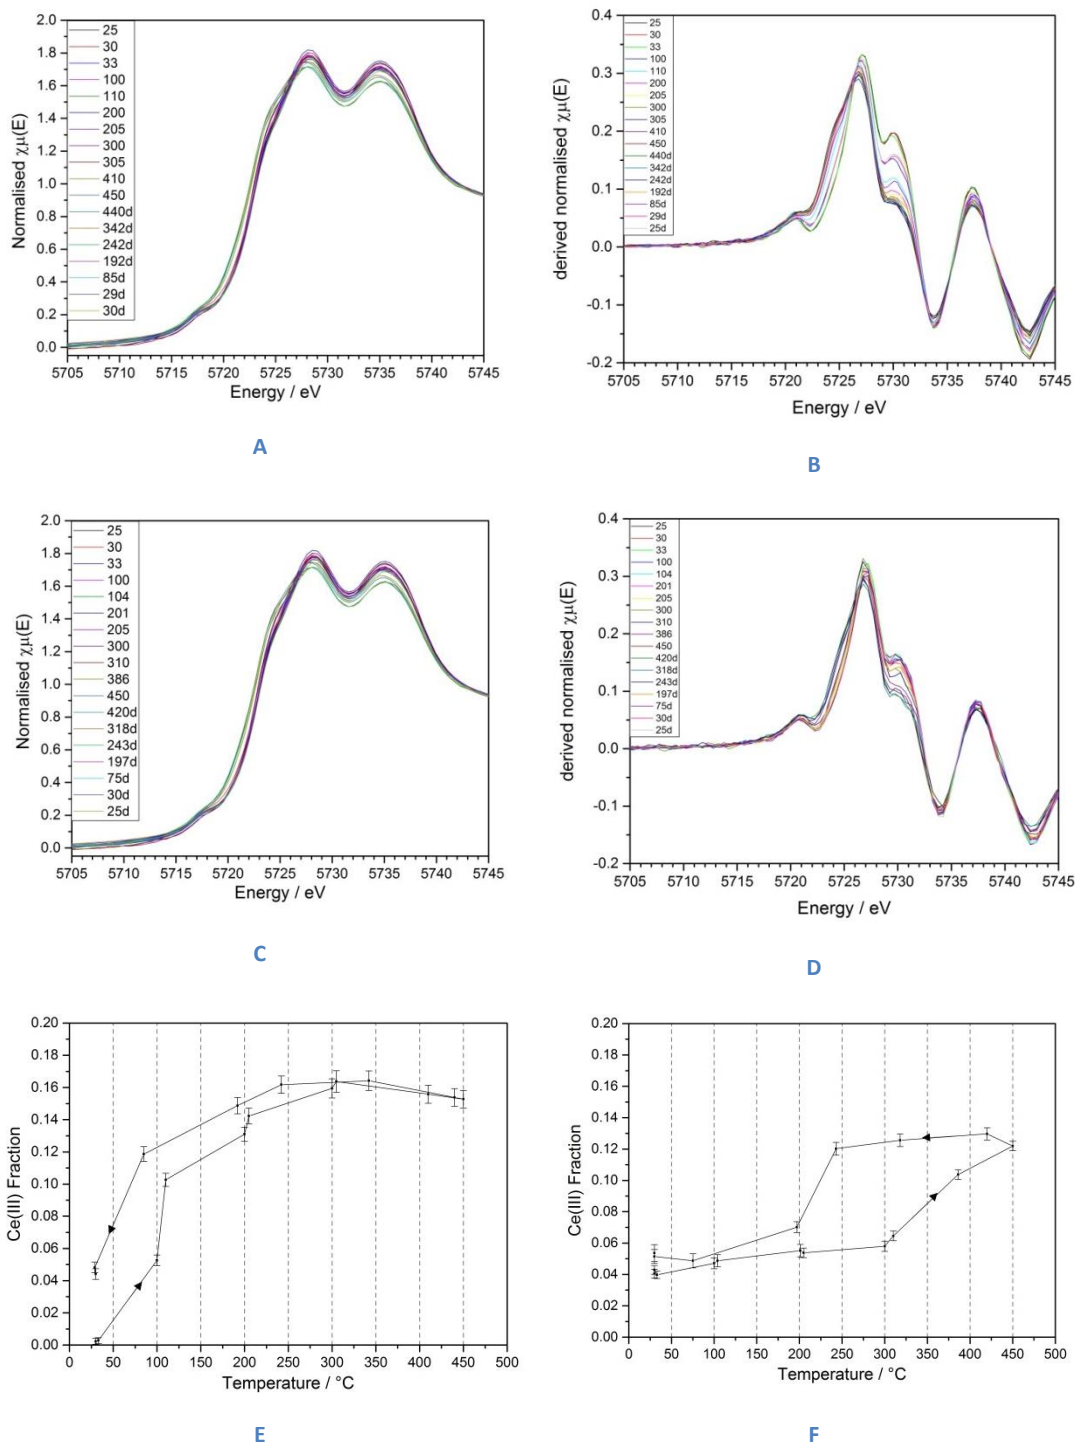 2.0
1.8
1.6
1.4
1.2
1.0
0.8
0.6
0.4
0.2
0.0
Normalised χμ(E)
25
30
33
100
110
200
205
300
305
410
450
440d
342d
242d
192d
85d
29d
30d
5705 5710 5715 5720 5725 5730 5735 5740 5745
Energy / eV
A
0.4
0.3
0.2
0.1
0.0
-0.1
-0.2
derived normalised χμ(E)
25
30
33
100
110
200
205
300
305
410
450
440d
342d
242d
192d
85d
29d
25d
5705 5710 5715 5720 5725 5730 5735 5740 5745
Energy / eV
B
2.0
1.8
1.6
1.4
1.2
1.0
0.8
0.6
0.4
0.2
0.0
Normalised χμ(E)
25
30
33
100
104
201
205
300
310
386
450
420d
318d
243d
197d
75d
30d
25d
5705 5710 5715 5720 5725 5730 5735 5740 5745
Energy / eV
C
0.4
0.3
0.2
0.1
0.0
-0.1
-0.2
derived normalised χμ(E)
25
30
33
100
104
201
205
300
310
386
450
420d
318d
243d
197d
75d
30d
25d
5705 5710 5715 5720 5725 5730 5735 5740 5745
Energy / eV
D
0.20
0.18
0.16
0.14
0.12
0.10
0.08
0.06
0.04
0.02
0.00
Ce(III) Fraction
0 50 100 150 200 250 300 350 400 450 500
Temperature / °C
E
0.20
0.18
0.16
0.14
0.12
0.10
0.08
0.06
0.04
0.02
0.00
Ce(III) Fraction
0 50 100 150 200 250 300 350 400 450 500
Temperature / °C
F